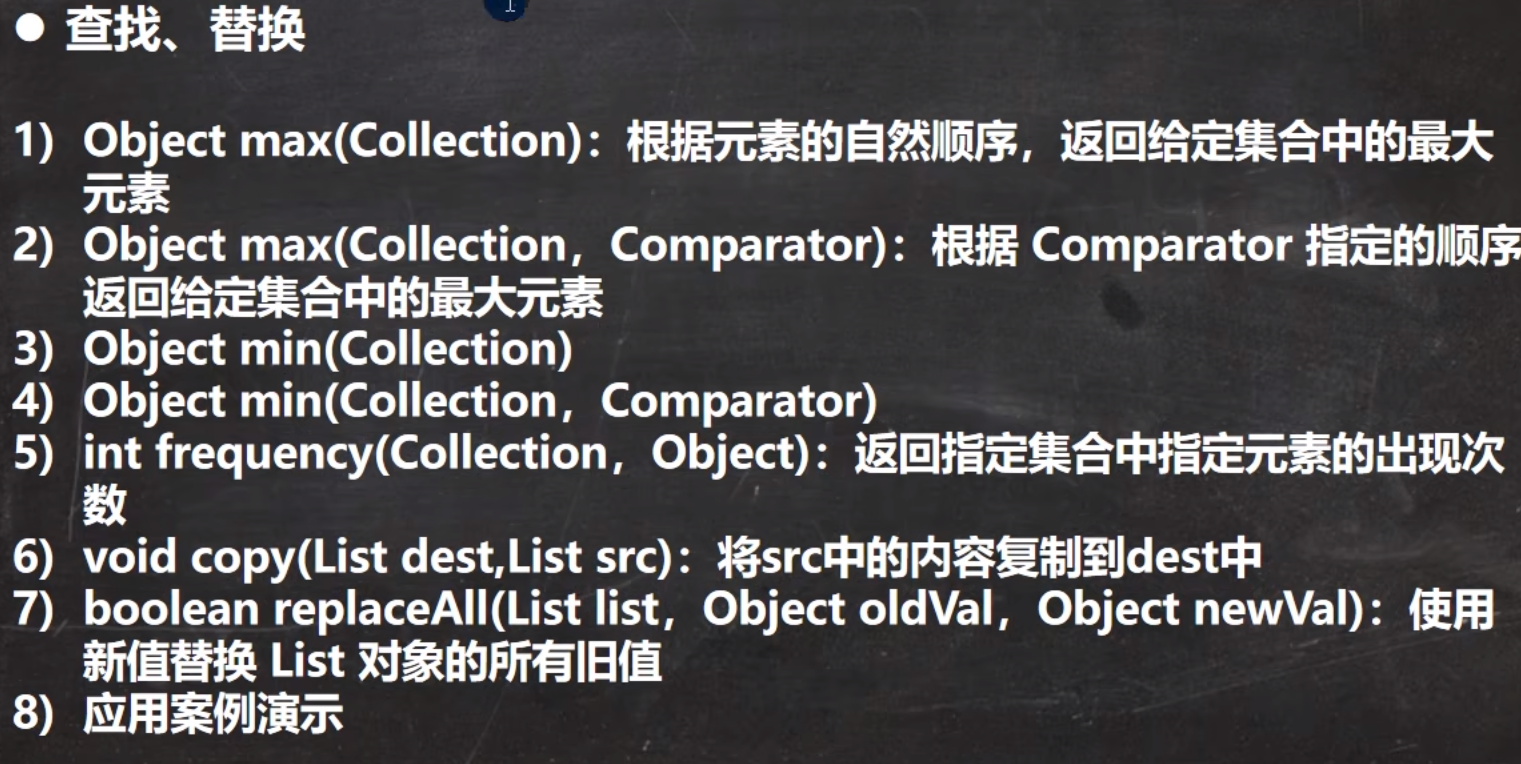 ● 查找、替换
1) Object max(Collection)：根据元素的自然顺序，返回给定集合中的最大
元素
2) Object max(Collection，Comparator)：根据 Comparator 指定的顺序
返回给定集合中的最大元素
3) Object min(Collection)
4) Object min(Collection，Comparator)
5) int frequency(Collection，Object)：返回指定集合中指定元素的出现次
数
6) void copy(List dest,List src)：将src中的内容复制到dest中
7) boolean replaceAll(List list，Object oldVal，Object newVal)：使用
新值替换 List 对象的所有旧值
8) 应用案例演示